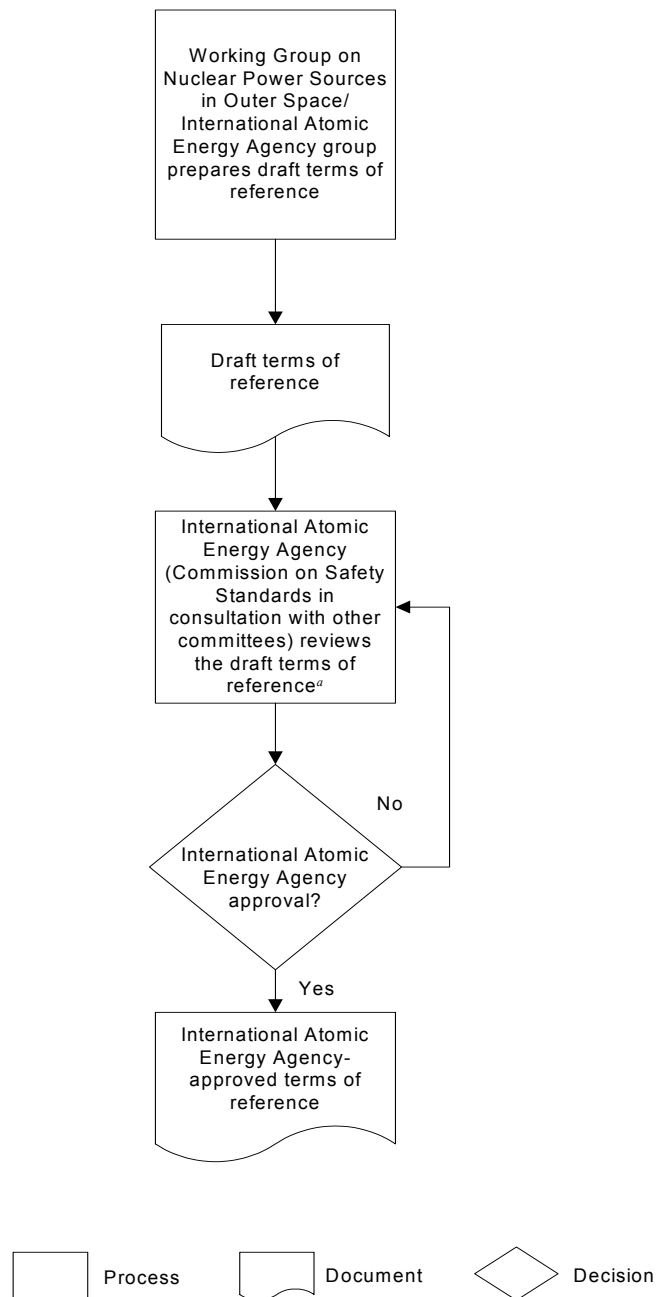 Working Group on
Nuclear Power Sources
in Outer Space/
International Atomic
Energy Agency group
prepares draft terms of
reference
Draft terms of
reference
International Atomic
Energy Agency
(Commission on Safety
Standards in
consultation with other
committees) reviews
the draft terms of
referenceᵃ
No
International Atomic
Energy Agency
approval?
Yes
International Atomic
Energy Agency-
approved terms of
reference
Process
Document
Decision